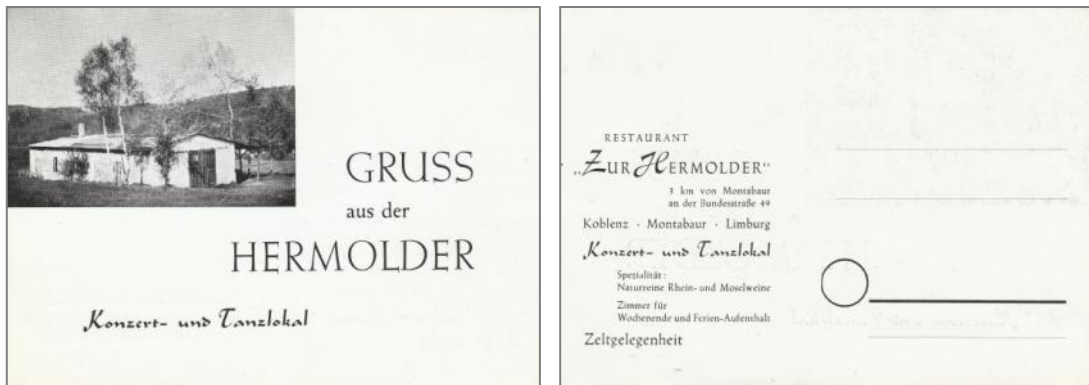 GRUSS
aus der
HERMOLDER
Konzert- und Tanzlokal
RESTAURANT
„ZUR HERMOLDER“
3 km von Montabaur
an der Bundesstraße 49
Koblenz · Montabaur · Limburg
Konzert- und Tanzlokal
Spezialität:
Naturreine Rhein- und Moselweine
Zimmer für
Wochenende und Ferien-Aufenthalt
Zeltgelegenheit